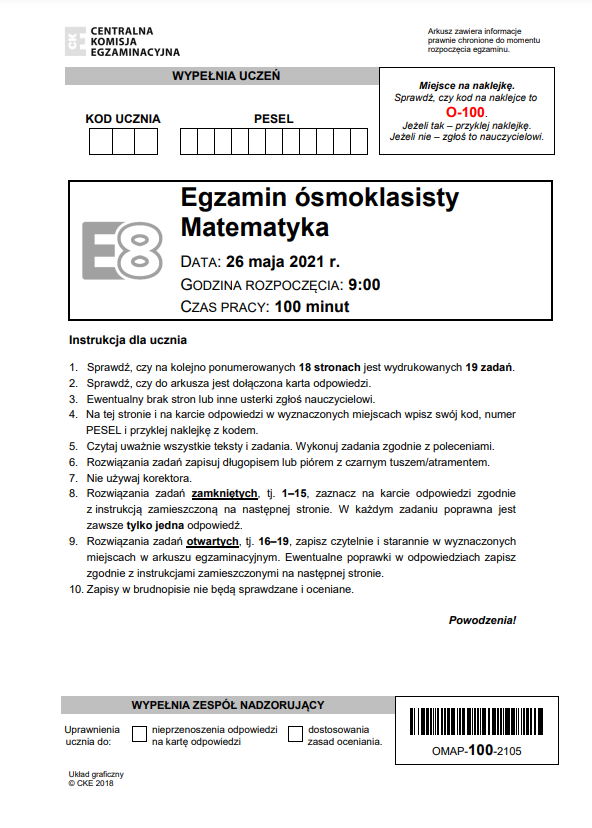 CK
CENTRALNA
KOMISJA
EGZAMINACYJNA
Arkusz zawiera informacje
prawnie chronione do momentu
rozpoczęcia egzaminu.
WYPEŁNIA UCZEŃ
KOD UCZNIA
PESEL
Miejsce na naklejkę.
Sprawdź, czy kod na naklejce to
O-100.
Jeżeli tak – przyklej naklejkę.
Jeżeli nie – zgłoś to nauczycielowi.
E8
Egzamin ósmoklasisty
Matematyka
DATA: 26 maja 2021 r.
GODZINA ROZPOCZĘCIA: 9:00
CZAS PRACY: 100 minut
Instrukcja dla ucznia
1. Sprawdź, czy na kolejno ponumerowanych 18 stronach jest wydrukowanych 19 zadań.
2. Sprawdź, czy do arkusza jest dołączona karta odpowiedzi.
3. Ewentualny brak stron lub inne usterki zgłoś nauczycielowi.
4. Na tej stronie i na karcie odpowiedzi w wyznaczonych miejscach wpisz swój kod, numer
PESEL i przyklej naklejkę z kodem.
5. Czytaj uważnie wszystkie teksty i zadania. Wykonuj zadania zgodnie z poleceniami.
6. Rozwiązania zadań zapisuj długopisem lub piórem z czarnym tuszem/atramentem.
7. Nie używaj korektora.
8. Rozwiązania zadań zamkniętych, tj. 1–15, zaznacz na karcie odpowiedzi zgodnie
z instrukcją zamieszczoną na następnej stronie. W każdym zadaniu poprawna jest
zawsze tylko jedna odpowiedź.
9. Rozwiązania zadań otwartych, tj. 16–19, zapisz czytelnie i starannie w wyznaczonych
miejscach w arkuszu egzaminacyjnym. Ewentualne poprawki w odpowiedziach zapisz
zgodnie z instrukcjami zamieszczonymi na następnej stronie.
10. Zapisy w brudnopisie nie będą sprawdzane i oceniane.
Powodzenia!
WYPEŁNIA ZESPÓŁ NADZORUJĄCY
Uprawnienia
ucznia do:
nieprzenoszenia odpowiedzi
na kartę odpowiedzi
dostosowania
zasad oceniania.
OMAP-100-2105
Układ graficzny
© CKE 2018